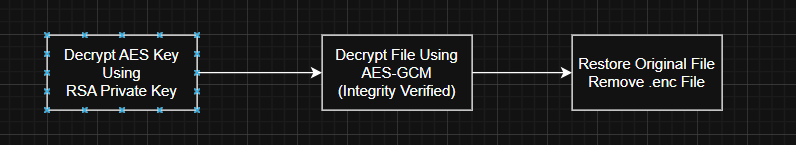 Decrypt AES Key
Using
RSA Private Key
Decrypt File Using
AES-GCM
(Integrity Verified)
Restore Original File
Remove .enc File